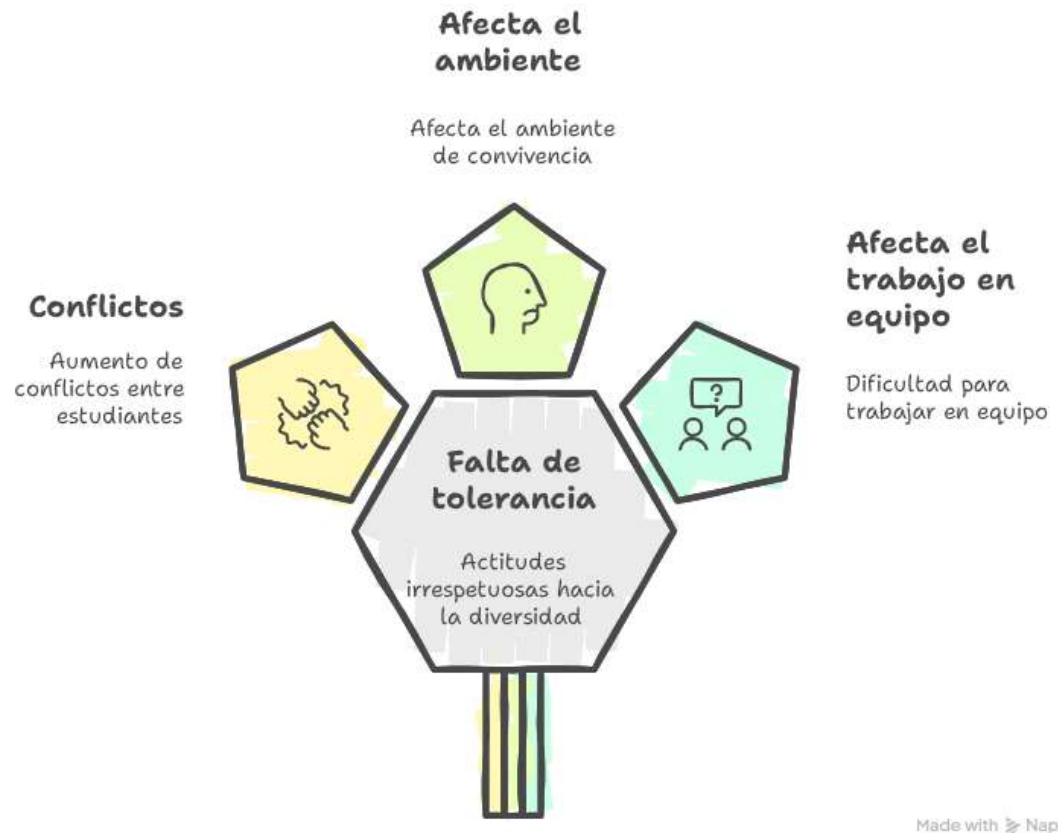 Afecta el
ambiente
Afecta el ambiente
de convivencia
Conflictos
Aumento de
conflictos entre
estudiantes
Afecta el
trabajo en
equipo
Dificultad para
trabajar en equipo
?
Falta de
tolerancia
Actitudes
irrespetuosas hacia
la diversidad
Made with Nap